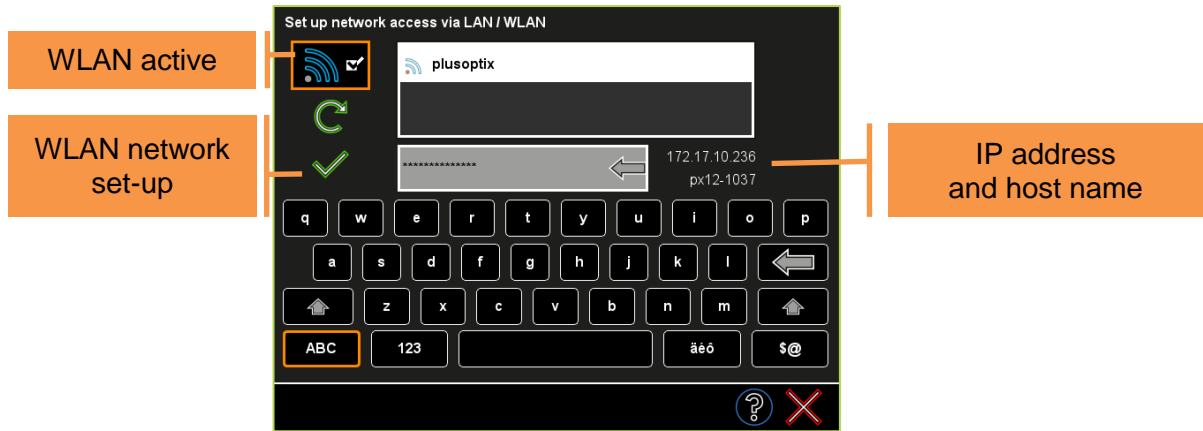 Set up network access via LAN / WLAN
WLAN active
plusoptix
WLAN network
set-up
**************
172.17.10.236
px12-1037
IP address
and host name
q w e r t y u i o p
a s d f g h j k l
z x c v b n m
ABC 123 äéô $@
?